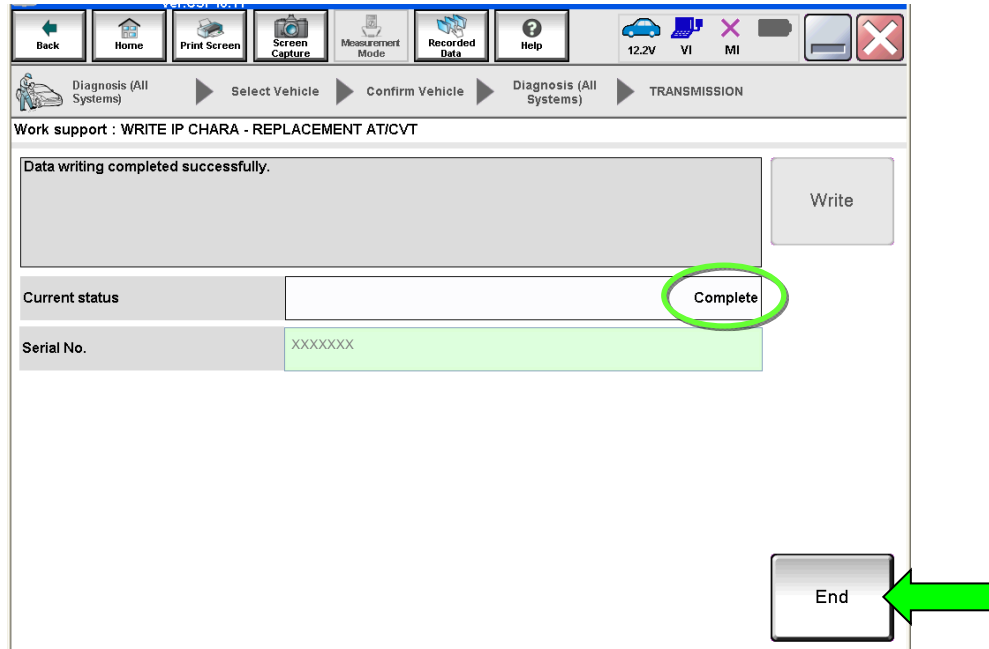 Back
Home
Print Screen
Screen
Capture
Measurement
Mode
Recorded
Data
Help
12.2V
VI
MI
Diagnosis (All
Systems)
Select Vehicle
Confirm Vehicle
Diagnosis (All
Systems)
TRANSMISSION
Work support : WRITE IP CHARA - REPLACEMENT AT/CVT
Data writing completed successfully.
Write
Current status
Complete
Serial No.
XXXXXXX
End